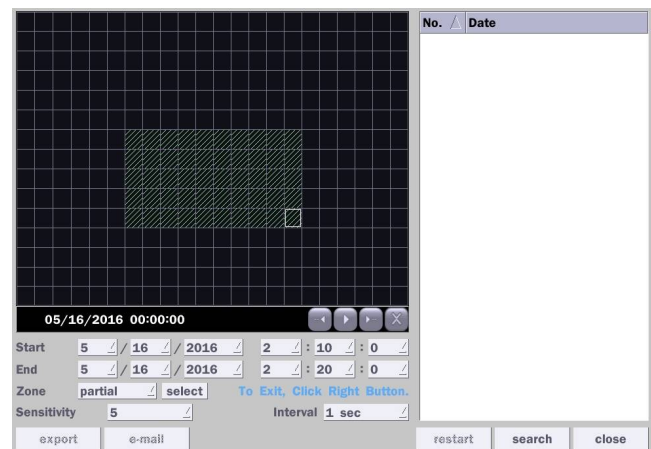 No. Date
05/16/2016 00:00:00
Start 5 / 16 / 2016 2 : 10 : 0
End 5 / 16 / 2016 2 : 20 : 0
Zone partial select To Exit, Click Right Button.
Sensitivity 5 Interval 1 sec
export e-mail restart search close